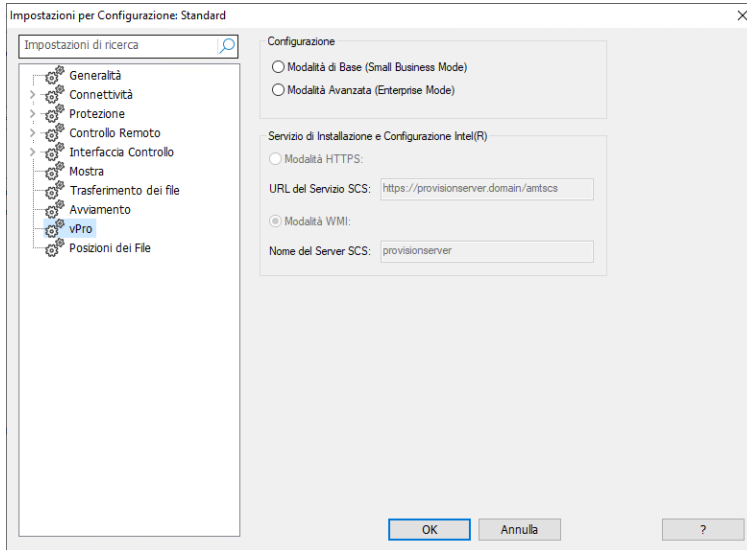 Impostazioni per Configurazione: Standard
Impostazioni di ricerca
Generalità
Connettività
Protezione
Controllo Remoto
Interfaccia Controllo
Mostra
Trasferimento dei file
Avviamento
vPro
Posizioni dei File
Configurazione
Modalità di Base (Small Business Mode)
Modalità Avanzata (Enterprise Mode)
Servizio di Installazione e Configurazione Intel(R)
Modalità HTTPS:
URL del Servizio SCS: https://provisionserver.domain/amtscs
Modalità WMI:
Nome del Server SCS: provisionserver
OK Annulla ?